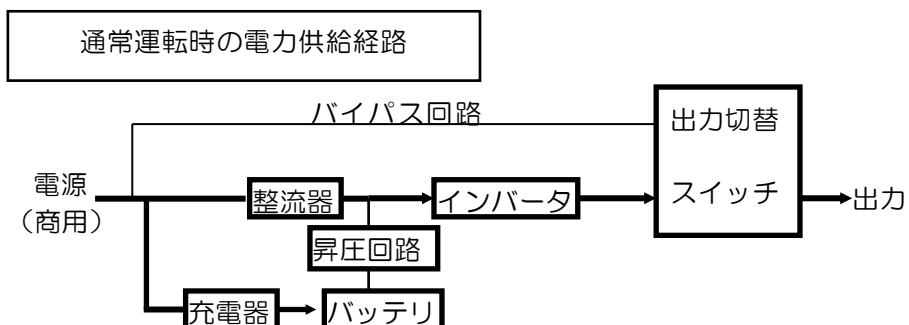 通常運転時の電力供給経路
バイパス回路
出力切替
スイッチ
電源
（商用）
整流器
インバータ
出力
昇圧回路
充電器
バッテリ